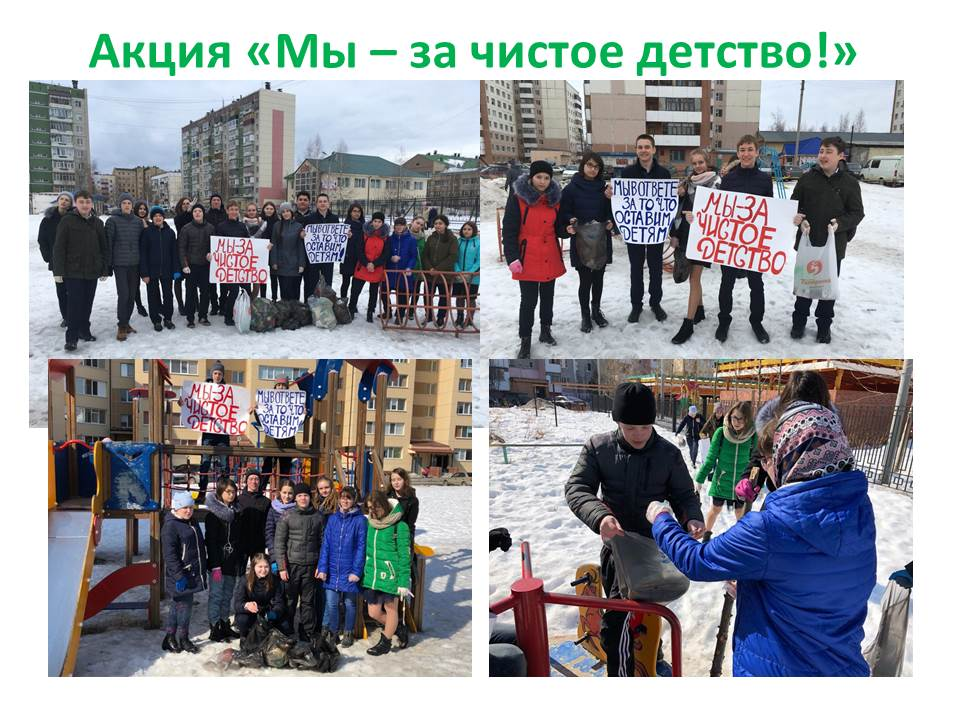 Акция «Мы – за чистое детство!»
МЫ ЗА
ЧИСТОЕ
ДЕТСТВО
МЫ В ОТВЕТЕ
ЗА ТО ЧТО
ОСТАВИМ
ДЕТЯМ!
МЫ В ОТВЕТЕ
ЗА ТО ЧТО
ОСТАВИМ
ДЕТЯМ!
МЫ ЗА
ЧИСТОЕ
ДЕТСТВО
МЫ ЗА
ЧИСТОЕ
ДЕТСТВО
МЫ В ОТВЕТЕ
ЗА ТО ЧТО
ОСТАВИМ
ДЕТЯМ!